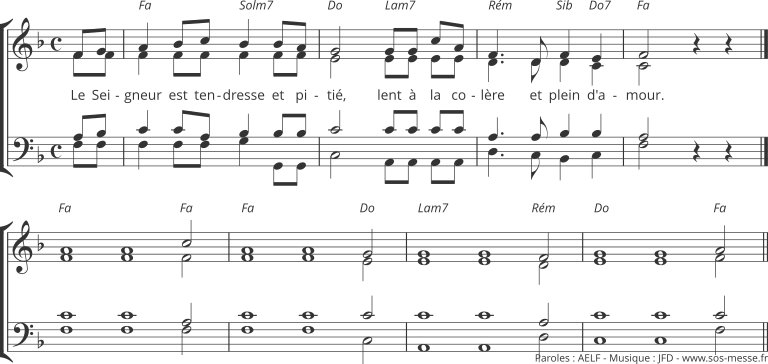 Fa Solm7 Do Lam7 Rém Sib Do7 Fa
Le Sei - gneur est ten - dresse et pi - tié, lent à la co - lère et plein d'a - mour.
Fa Fa Fa Do Lam7 Rém Do Fa
Paroles : AELF - Musique : JFD - www.sos-messe.fr